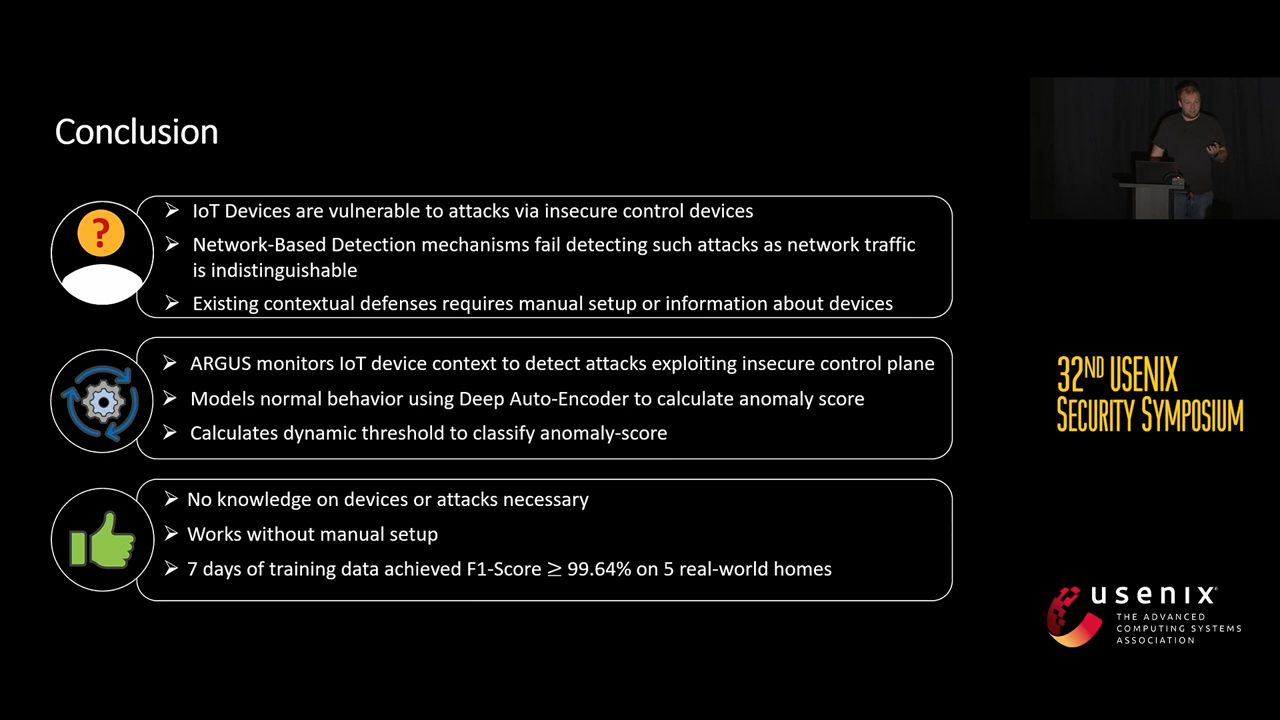 Conclusion
?
➢ IoT Devices are vulnerable to attacks via insecure control devices
➢ Network-Based Detection mechanisms fail detecting such attacks as network traffic
is indistinguishable
➢ Existing contextual defenses requires manual setup or information about devices
➢ ARGUS monitors IoT device context to detect attacks exploiting insecure control plane
➢ Models normal behavior using Deep Auto-Encoder to calculate anomaly score
➢ Calculates dynamic threshold to classify anomaly-score
➢ No knowledge on devices or attacks necessary
➢ Works without manual setup
➢ 7 days of training data achieved F1-Score ≥ 99.64% on 5 real-world homes
32ND USENIX
SECURITY SYMPOSIUM
usenix
THE ADVANCED
COMPUTING SYSTEMS
ASSOCIATION